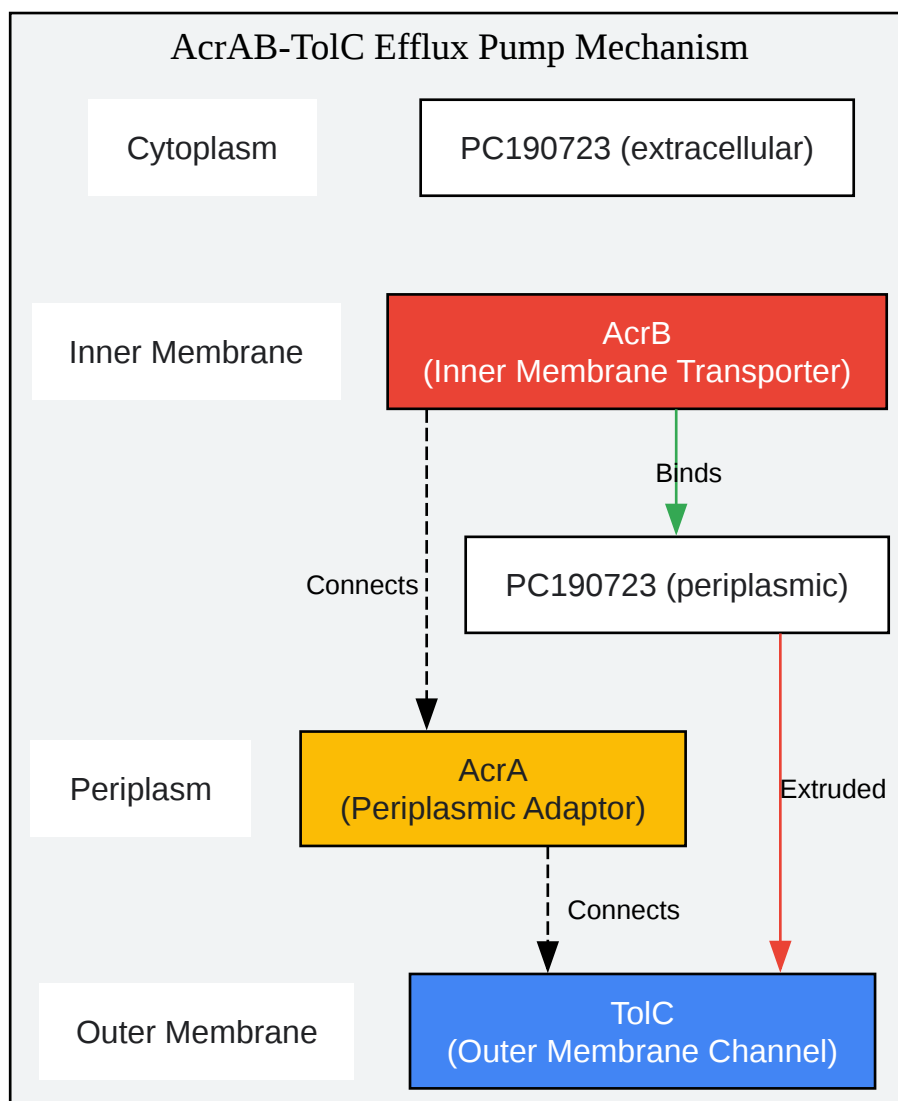 AcrAB-TolC Efflux Pump Mechanism
Cytoplasm
PC190723 (extracellular)
Inner Membrane
AcrB
(Inner Membrane Transporter)
Binds
PC190723 (periplasmic)
Connects
Periplasm
AcrA
(Periplasmic Adaptor)
Extruded
Connects
Outer Membrane
TolC
(Outer Membrane Channel)